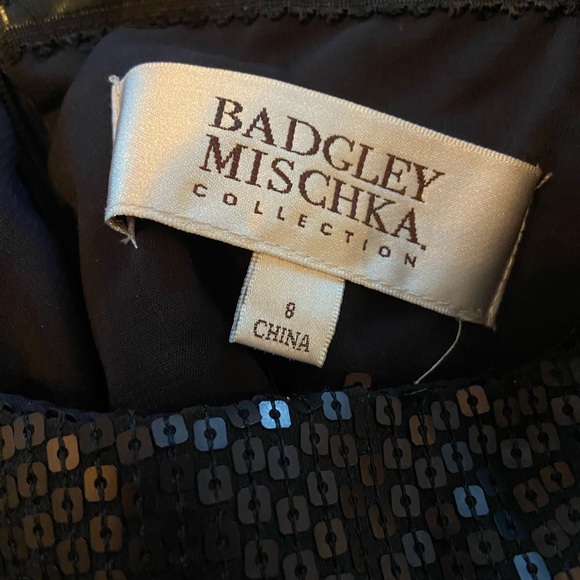 BADGLEY
MISCHKA.
COLLECTION
8
CHINA